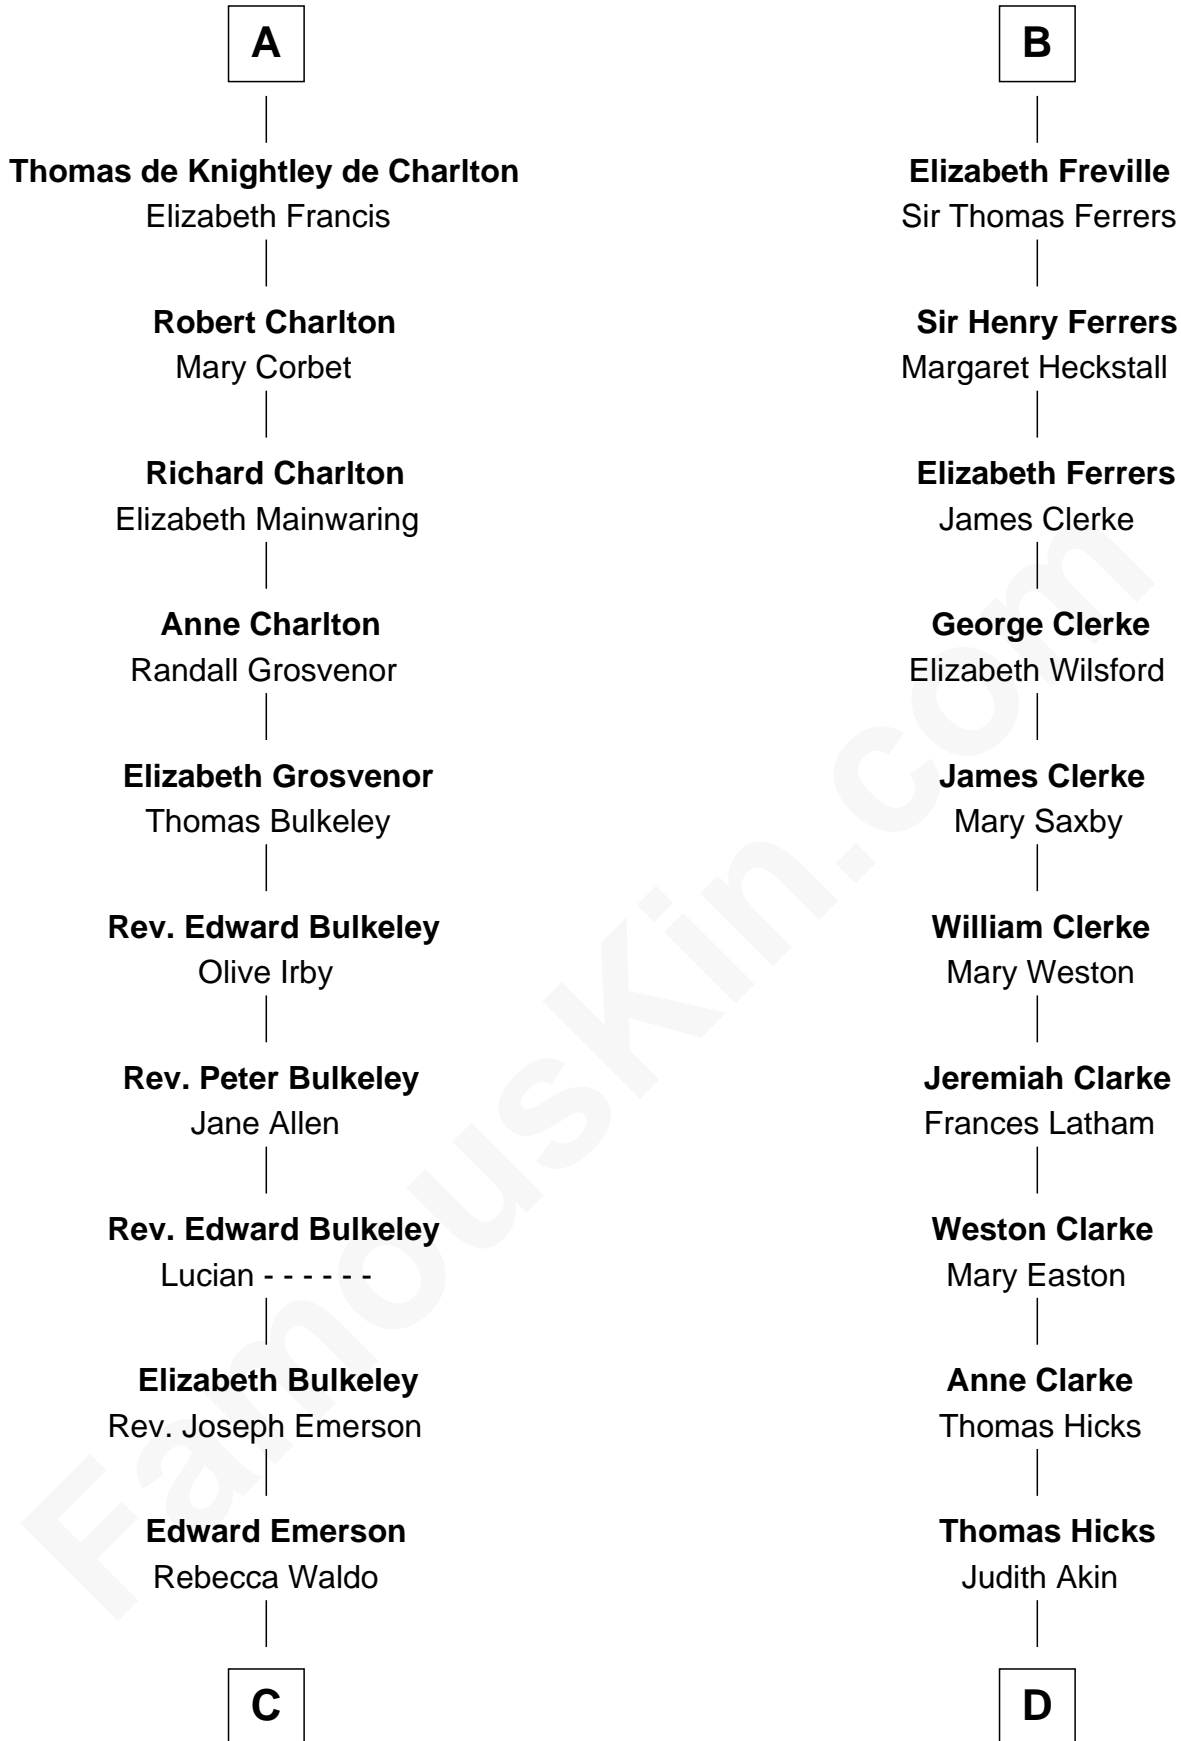 A
Thomas de Knightley de Charlton
Elizabeth Francis
Robert Charlton
Mary Corbet
Richard Charlton
Elizabeth Mainwaring
Anne Charlton
Randall Grosvenor
Elizabeth Grosvenor
Thomas Bulkeley
Rev. Edward Bulkeley
Olive Irby
Rev. Peter Bulkeley
Jane Allen
Rev. Edward Bulkeley
Lucian - - - - - -
Elizabeth Bulkeley
Rev. Joseph Emerson
Edward Emerson
Rebecca Waldo
C
B
Elizabeth Freville
Sir Thomas Ferrers
Sir Henry Ferrers
Margaret Heckstall
Elizabeth Ferrers
James Clerke
George Clerke
Elizabeth Wilsford
James Clerke
Mary Saxby
William Clerke
Mary Weston
Jeremiah Clarke
Frances Latham
Weston Clarke
Mary Easton
Anne Clarke
Thomas Hicks
Thomas Hicks
Judith Akin
D
FamousKin.com